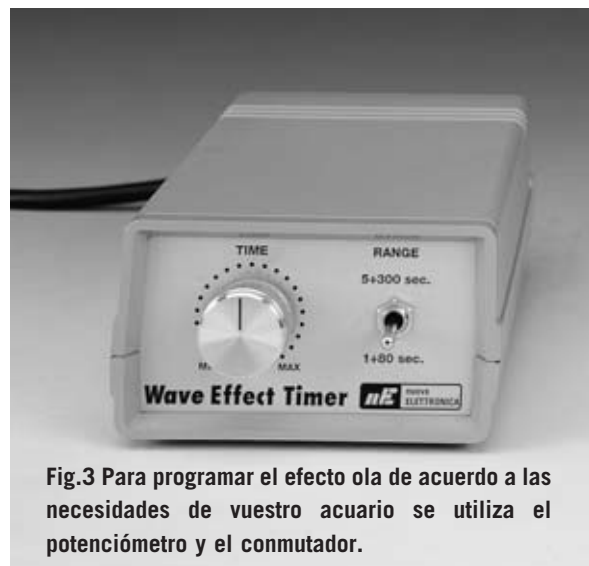 TIME
RANGE
5÷300 sec.
1÷80 sec.
MAX
Wave Effect Timer nE nuova
ELETTRONICA
Fig.3 Para programar el efecto ola de acuerdo a las
necesidades de vuestro acuario se utiliza el
potenciómetro y el conmutador.